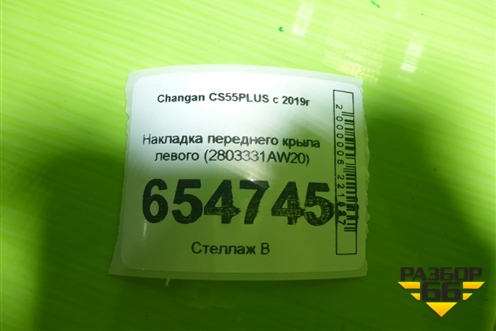 Changan CS55PLUS с 2019г
Накладка переднего крыла
левого (2803331AW20)
654745
Стеллаж В
РАЗБОР
66